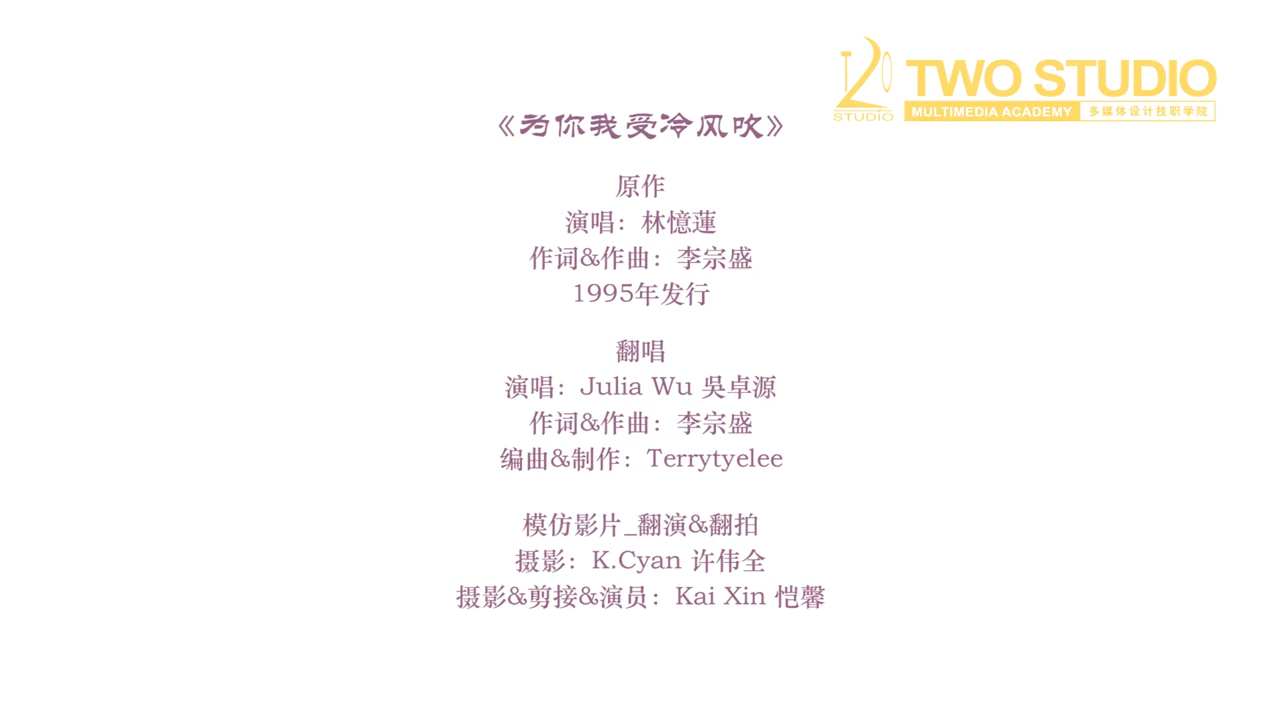 TWO STUDIO
STUDIO
MULTIMEDIA ACADEMY 多媒体设计技职学院
《为你我受冷风吹》
原作
演唱：林憶蓮
作词&作曲：李宗盛
1995年发行
翻唱
演唱：Julia Wu 吳卓源
作词&作曲：李宗盛
编曲&制作：Terrytyelee
模仿影片_翻演&翻拍
摄影：K.Cyan 许伟全
摄影&剪接&演员：Kai Xin 恺馨